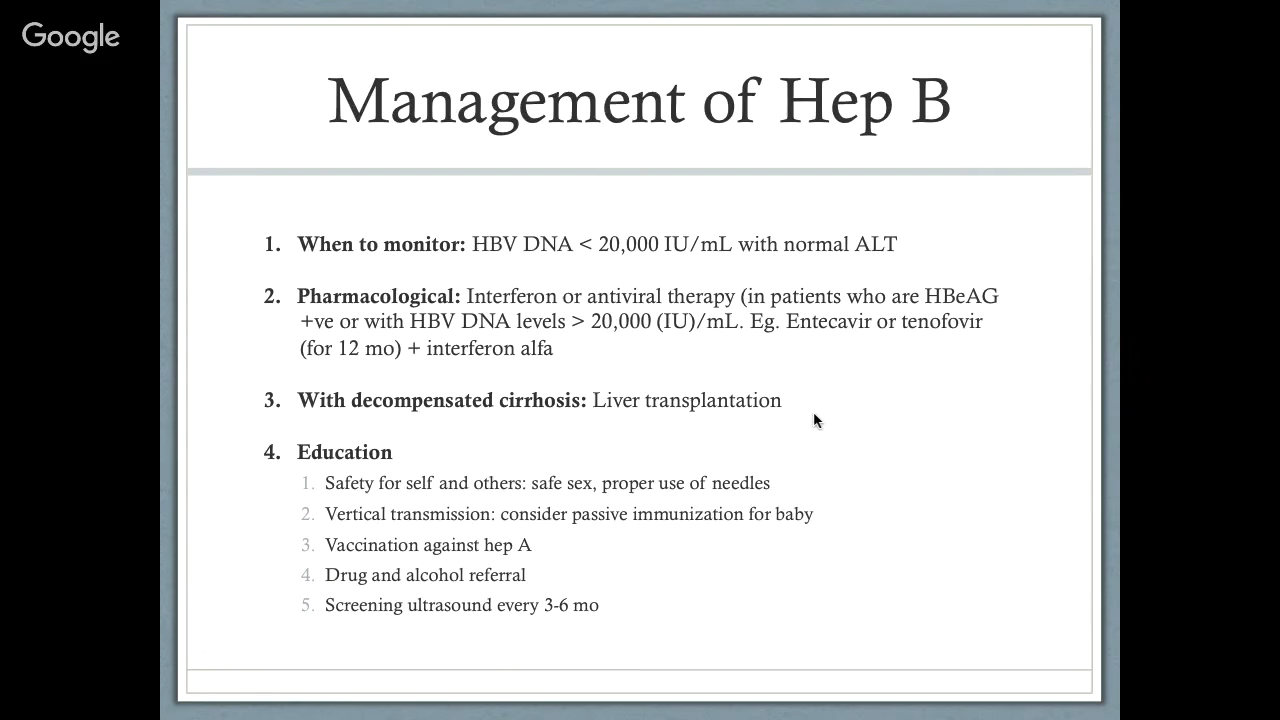 Google
Management of Hep B
1. When to monitor: HBV DNA < 20,000 IU/mL with normal ALT
2. Pharmacological: Interferon or antiviral therapy (in patients who are HBeAG
+ve or with HBV DNA levels > 20,000 (IU)/mL. Eg. Entecavir or tenofovir
(for 12 mo) + interferon alfa
3. With decompensated cirrhosis: Liver transplantation
4. Education
1. Safety for self and others: safe sex, proper use of needles
2. Vertical transmission: consider passive immunization for baby
3. Vaccination against hep A
4. Drug and alcohol referral
5. Screening ultrasound every 3-6 mo